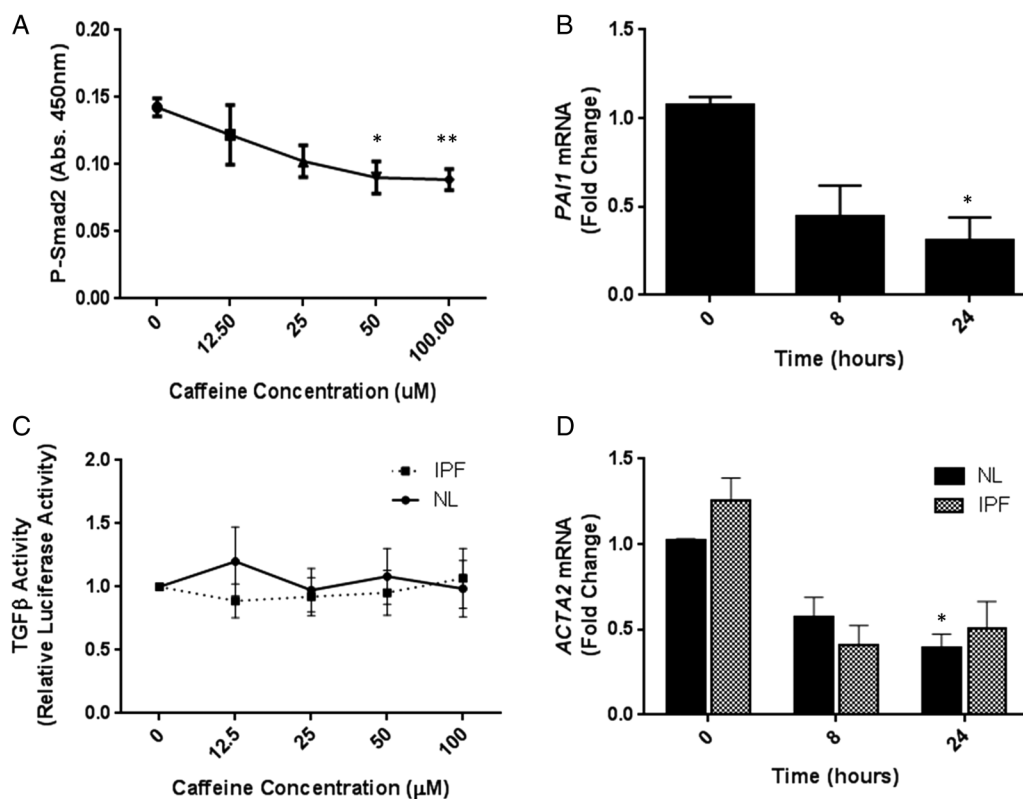 A
P-Smad2 (Abs. 450nm)
0.20
0.15
0.10
0.05
0.00
* **
0 12.50 25 50 100.00
Caffeine Concentration (uM)
B
PAI1 mRNA
(Fold Change)
1.5
1.0
0.5
0.0
*
0 8 24
Time (hours)
C
TGFβ Activity
(Relative Luciferase Activity)
2.0
1.5
1.0
0.5
0.0
IPF
NL
0 12.5 25 50 100
Caffeine Concentration (μM)
D
ACTA2 mRNA
(Fold Change)
1.5
1.0
0.5
0.0
NL
IPF
*
0 8 24
Time (hours)